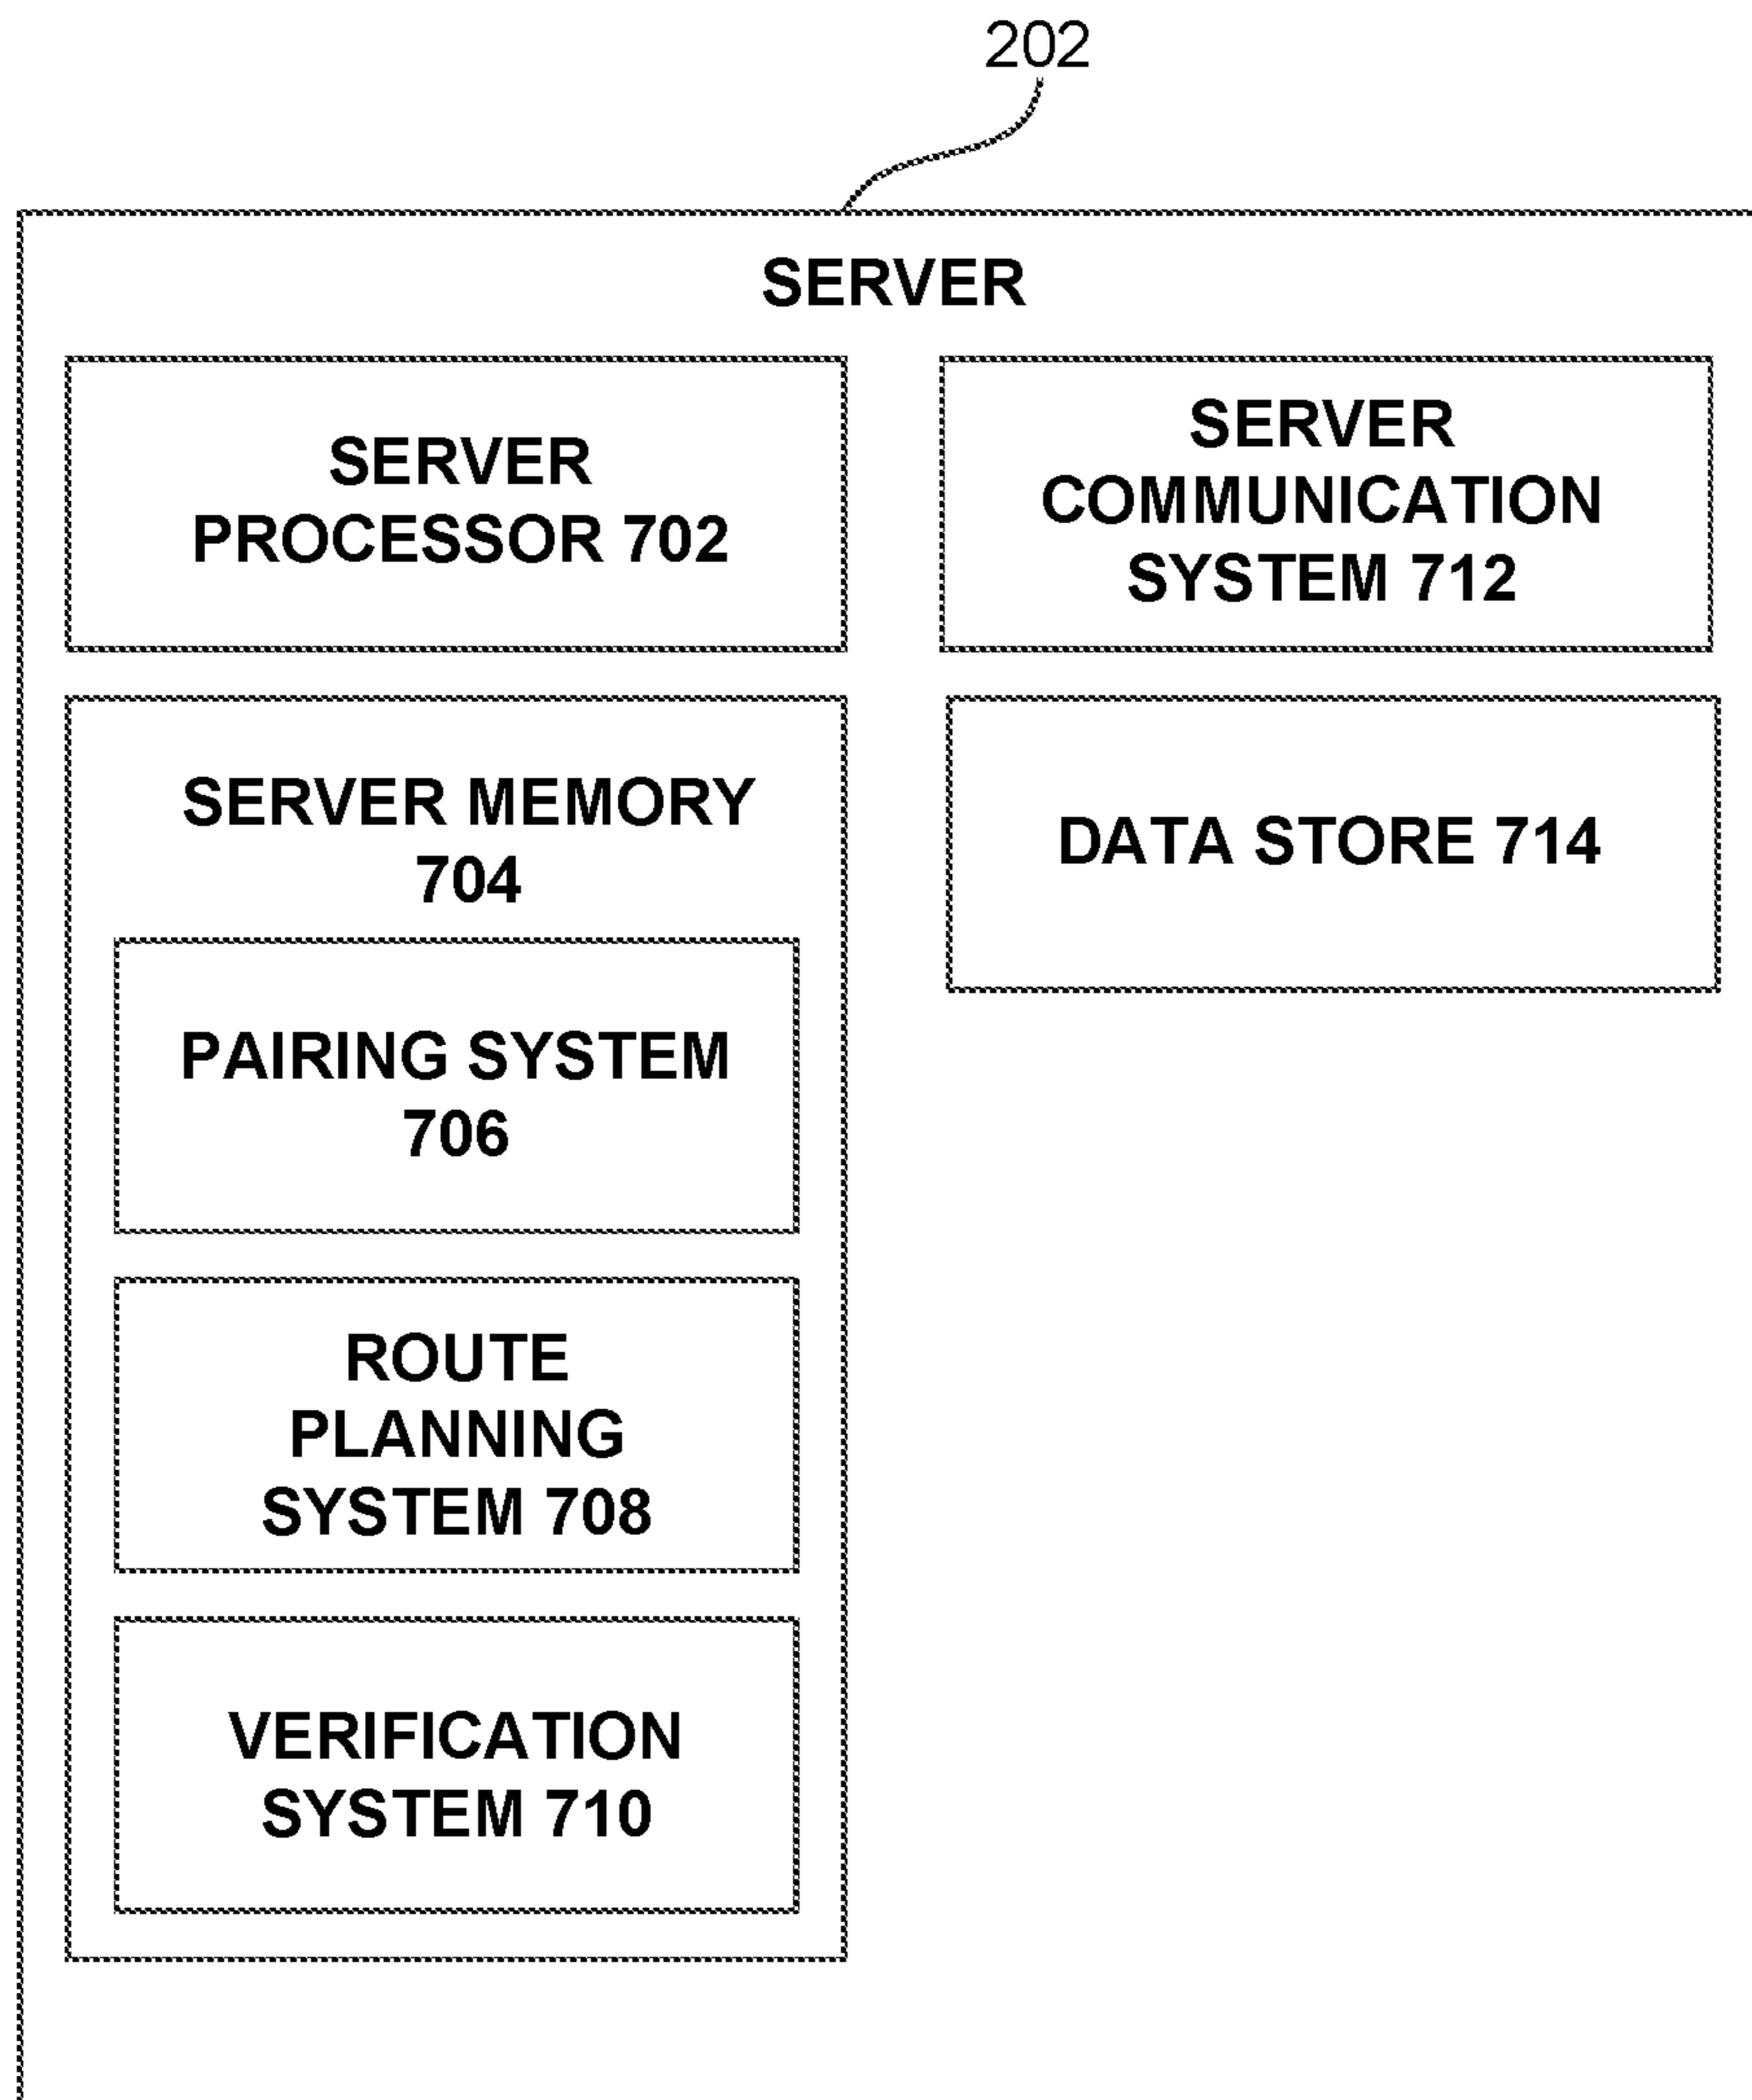 202
SERVER
SERVER
PROCESSOR 702
SERVER
COMMUNICATION
SYSTEM 712
SERVER MEMORY
704
DATA STORE 714
PAIRING SYSTEM
706
ROUTE
PLANNING
SYSTEM 708
VERIFICATION
SYSTEM 710